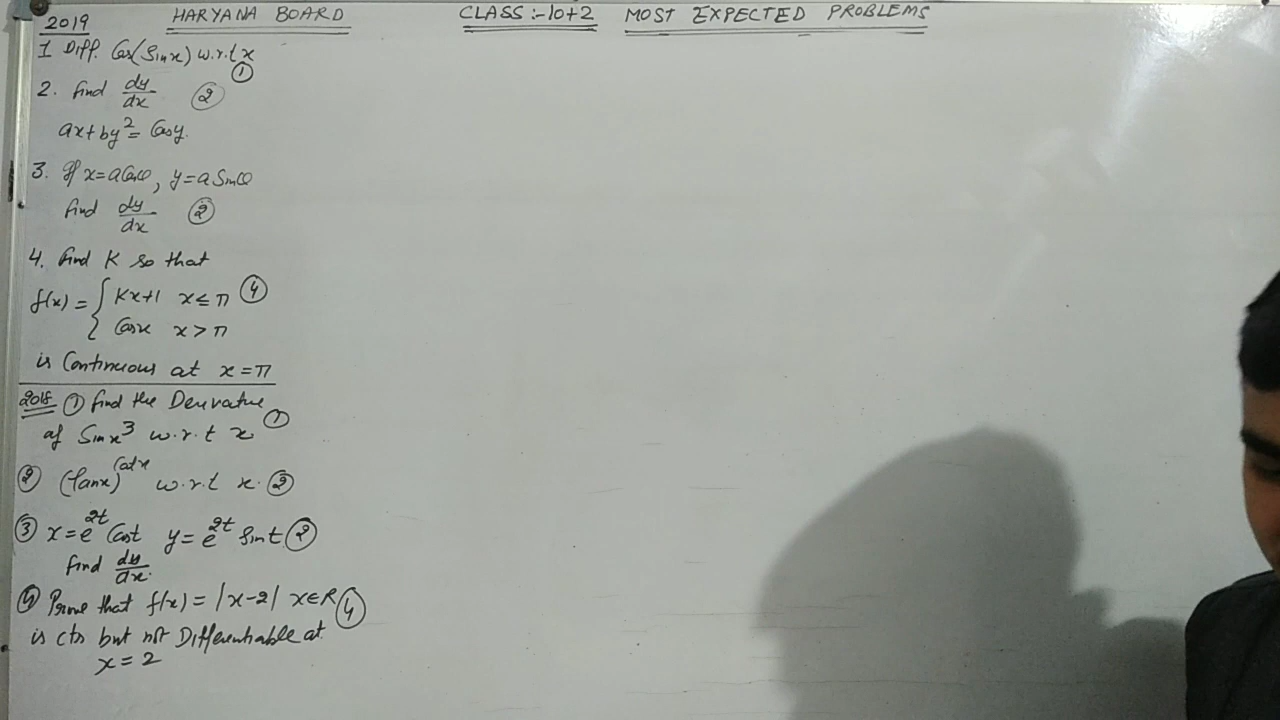 2019 HARYANA BOARD CLASS :- 10+2 MOST EXPECTED PROBLEMS
1 Diff. Cos(Sinx) w.r.t x ①
2. find dy/dx ②
ax+by²= Cosy.
3. If x=aCosθ, y=aSinθ
find dy/dx ②
4. find K so that
f(x) = { Kx+1 x≤π ④
Cosx x>π
is Continuous at x=π
2018 ① find the Derivative
of Sinx³ w.r.t x ①
② (tanx)^Cotx w.r.t x. ②
③ x=e^2t Cost y=e^2t Sint ②
find dy/dx.
④ Prove that f(x) = |x-2| x∈R ④
is cts but not Differentiable at
x=2